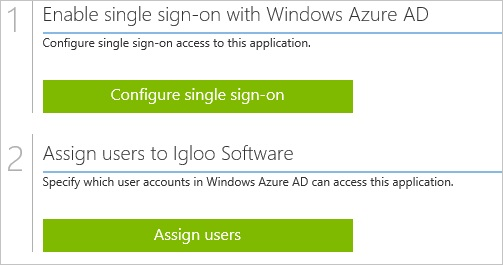 1
Enable single sign-on with Windows Azure AD
Configure single sign-on access to this application.
Configure single sign-on
2
Assign users to Igloo Software
Specify which user accounts in Windows Azure AD can access this application.
Assign users